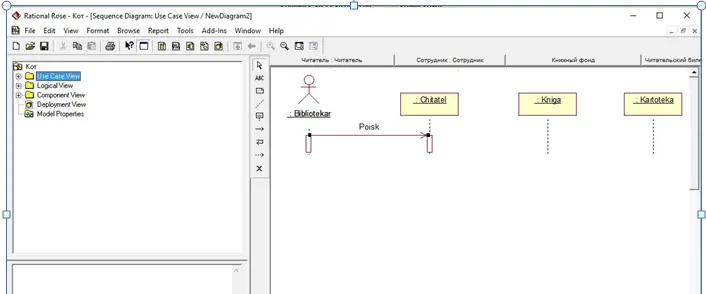 Rational Rose - Кот - [Sequence Diagram: Use Case View / NewDiagram2]
File Edit View Format Browse Report Tools Add-Ins Window Help
Кот
Use Case View
Logical View
Component View
Deployment View
Model Properties
ABC
Читатель : Читатель
Сотрудник : Сотрудник
Книжный фонд
Читательский биле
: Bibliotekar
: Chitatel
: Kniga
: Kartoteka
Poisk